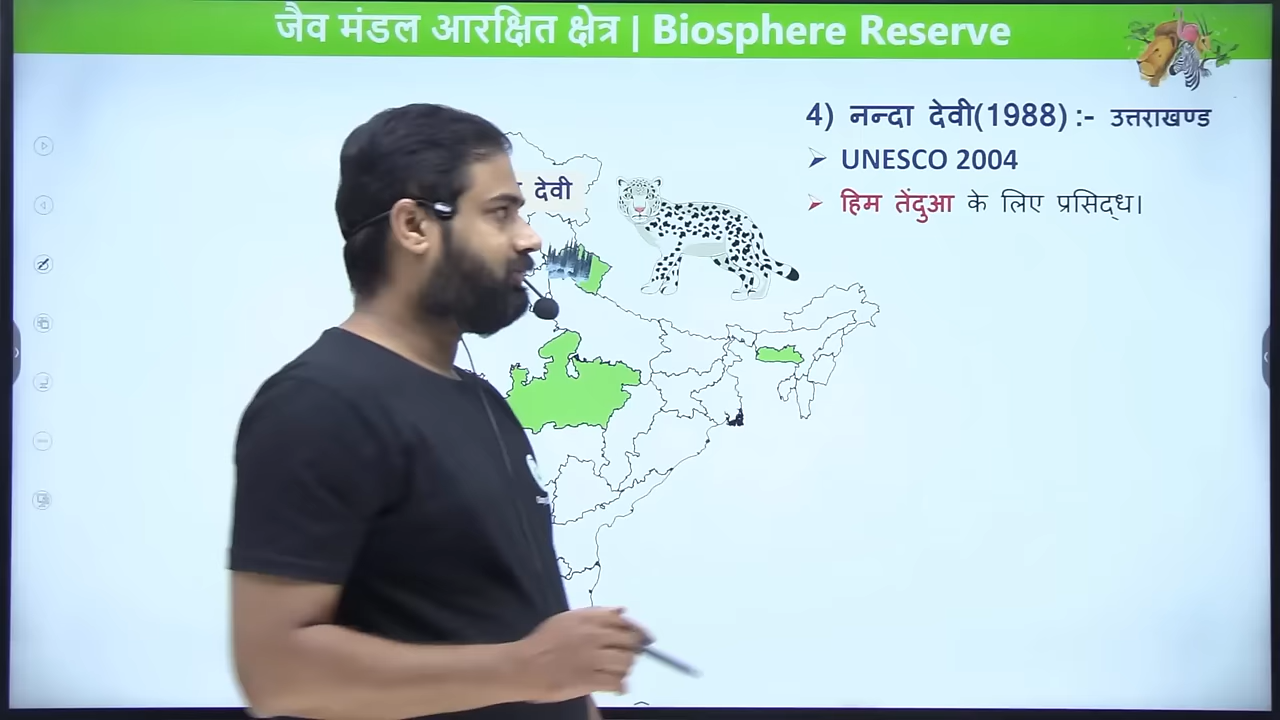 जैव मंडल आरक्षित क्षेत्र | Biosphere Reserve
4) नन्दा देवी(1988) :- उत्तराखण्ड
➢ UNESCO 2004
➢ हिम तेंदुआ के लिए प्रसिद्ध।
देवी